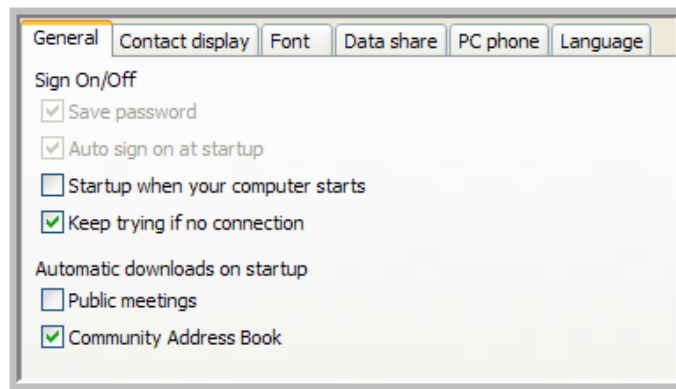 General Contact display Font Data share PC phone Language
Sign On/Off
Save password
Auto sign on at startup
Startup when your computer starts
Keep trying if no connection
Automatic downloads on startup
Public meetings
Community Address Book